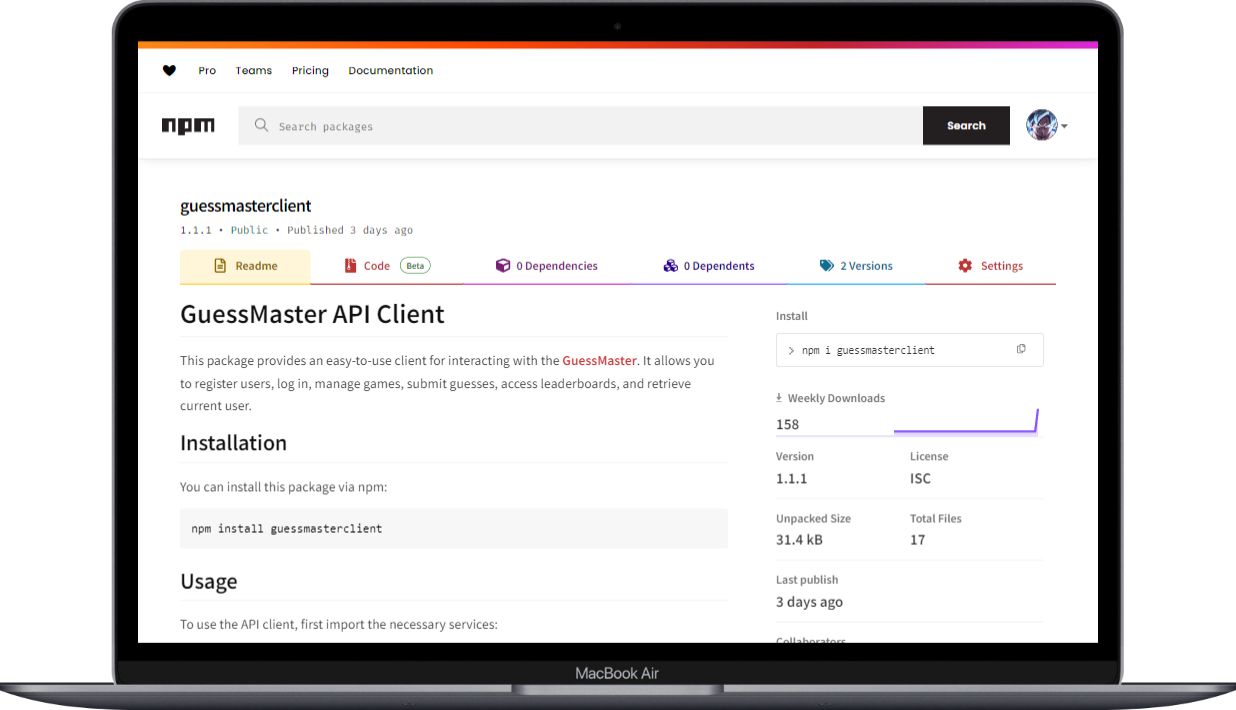 Pro Teams Pricing Documentation
npm Search packages Search
guessmasterclient
1.1.1 • Public • Published 3 days ago
Readme Code Beta 0 Dependencies 0 Dependents 2 Versions Settings
GuessMaster API Client
This package provides an easy-to-use client for interacting with the GuessMaster. It allows you
to register users, log in, manage games, submit guesses, access leaderboards, and retrieve
current user.
Installation
You can install this package via npm:
npm install guessmasterclient
Usage
To use the API client, first import the necessary services:
Install
> npm i guessmasterclient
Weekly Downloads
158
Version License
1.1.1 ISC
Unpacked Size Total Files
31.4 kB 17
Last publish
3 days ago
Collaborators
MacBook Air